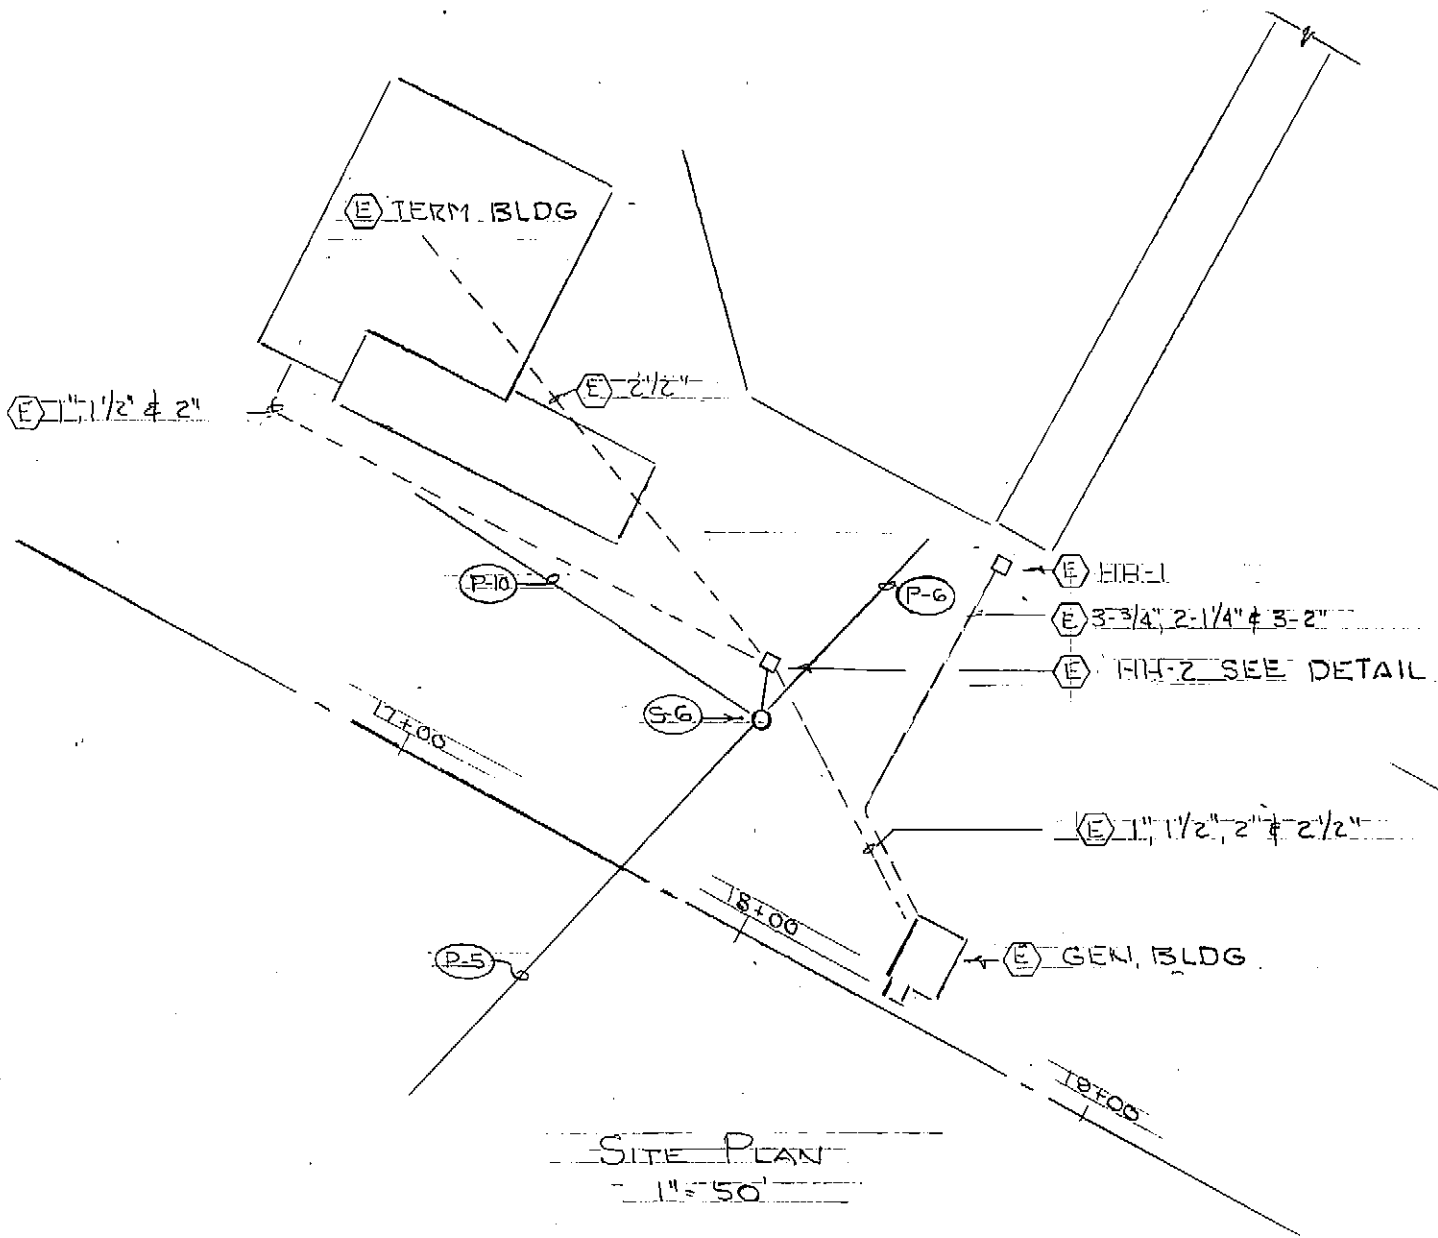 E TERM. BLDG
E 2 1/2"
E 1", 1 1/2" & 2"
P-10
P-6
E HH-1
E 3-3/4", 2-1 1/4" & 3-2"
E HH-2 SEE DETAIL
S-6
17+00
E 1", 1 1/2", 2" & 2 1/2"
18+00
P-5
E GEN. BLDG
19+00
SITE PLAN
1" = 50'